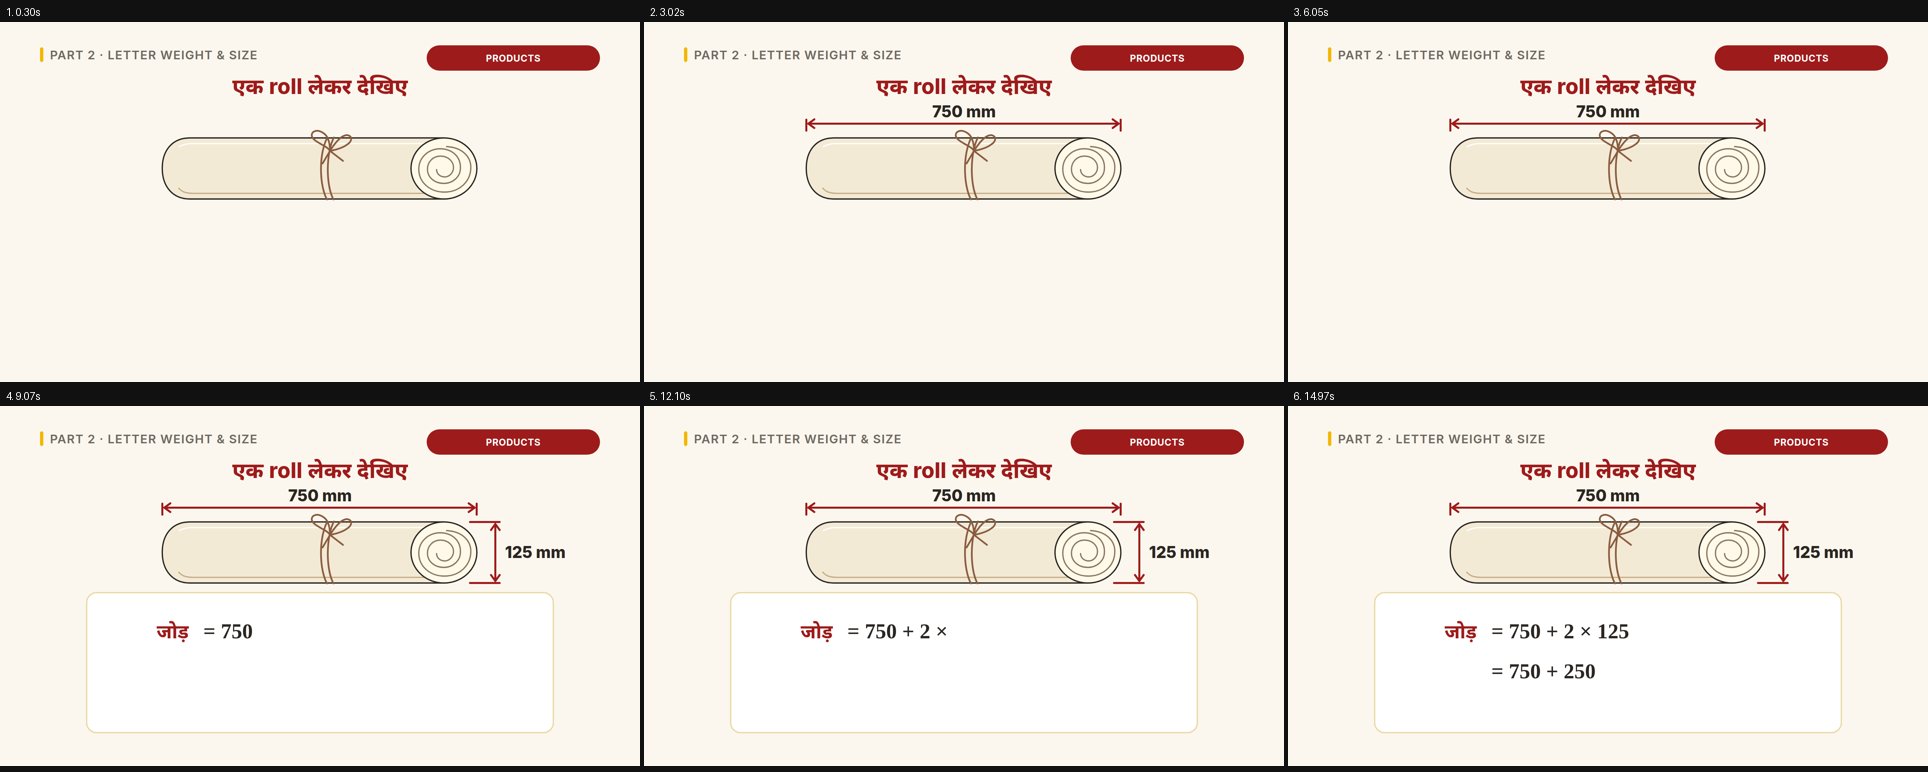 1. 0.30s
PART 2 · LETTER WEIGHT & SIZE
PRODUCTS
एक roll लेकर देखिए
2. 3.02s
PART 2 · LETTER WEIGHT & SIZE
PRODUCTS
एक roll लेकर देखिए
750 mm
3. 6.05s
PART 2 · LETTER WEIGHT & SIZE
PRODUCTS
एक roll लेकर देखिए
750 mm
4. 9.07s
PART 2 · LETTER WEIGHT & SIZE
PRODUCTS
एक roll लेकर देखिए
750 mm
125 mm
जोड़ = 750
5. 12.10s
PART 2 · LETTER WEIGHT & SIZE
PRODUCTS
एक roll लेकर देखिए
750 mm
125 mm
जोड़ = 750 + 2 ×
6. 14.97s
PART 2 · LETTER WEIGHT & SIZE
PRODUCTS
एक roll लेकर देखिए
750 mm
125 mm
जोड़ = 750 + 2 × 125
= 750 + 250